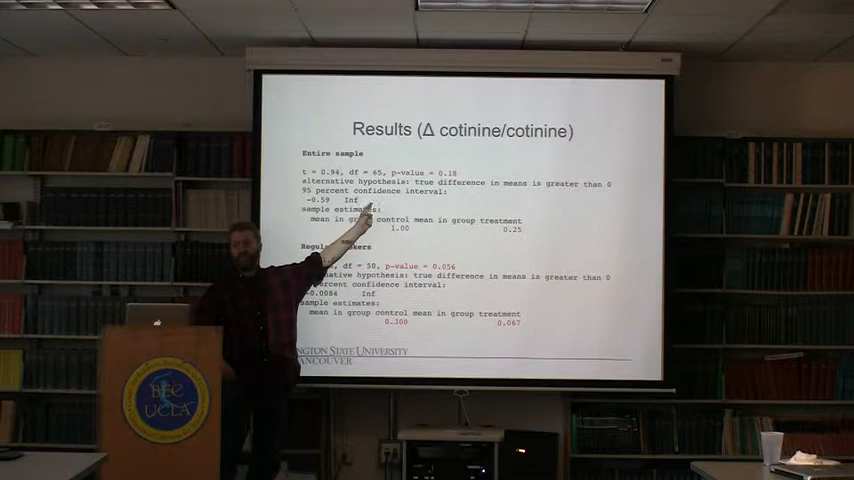 Results (Δ cotinine/cotinine)
Entire sample
t = 0.94, df = 65, p-value = 0.18
alternative hypothesis: true difference in means is greater than 0
95 percent confidence interval:
-0.59 Inf
sample estimates:
mean in control mean in group treatment
1.00 0.25
df = 50, p-value = 0.056
hypothesis: true difference in means is greater than 0
percent confidence interval:
-0.0084 Inf
sample estimates:
mean in group control mean in group treatment
0.300 0.067
STATE UNIVERSITY
VANCOUVER
BEC
UCLA